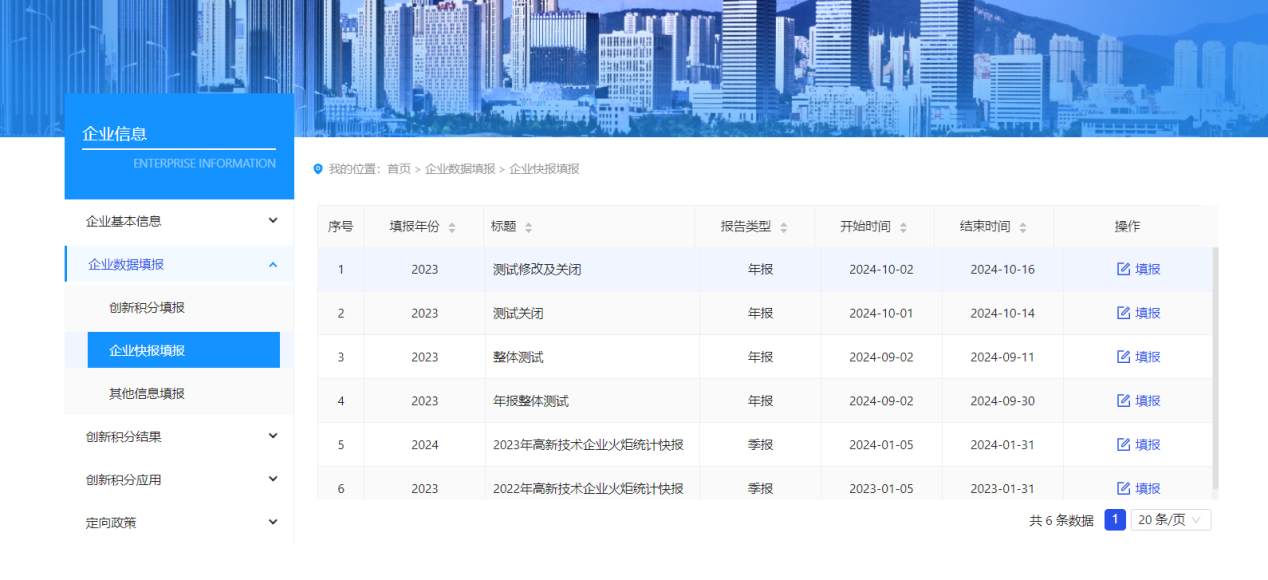 企业信息
ENTERPRISE INFORMATION
我的位置：首页 > 企业数据填报 > 企业快报填报
企业基本信息
企业数据填报
创新积分填报
企业快报填报
其他信息填报
创新积分结果
创新积分应用
定向政策
序号 填报年份 标题 报告类型 开始时间 结束时间 操作
1 2023 测试修改及关闭 年报 2024-10-02 2024-10-16 填报
2 2023 测试关闭 年报 2024-10-01 2024-10-14 填报
3 2023 整体测试 年报 2024-09-02 2024-09-11 填报
4 2023 年报整体测试 年报 2024-09-02 2024-09-30 填报
5 2024 2023年高新技术企业火炬统计快报 季报 2024-01-05 2024-01-31 填报
6 2023 2022年高新技术企业火炬统计快报 季报 2023-01-05 2023-01-31 填报
共 6 条数据 1 20 条/页